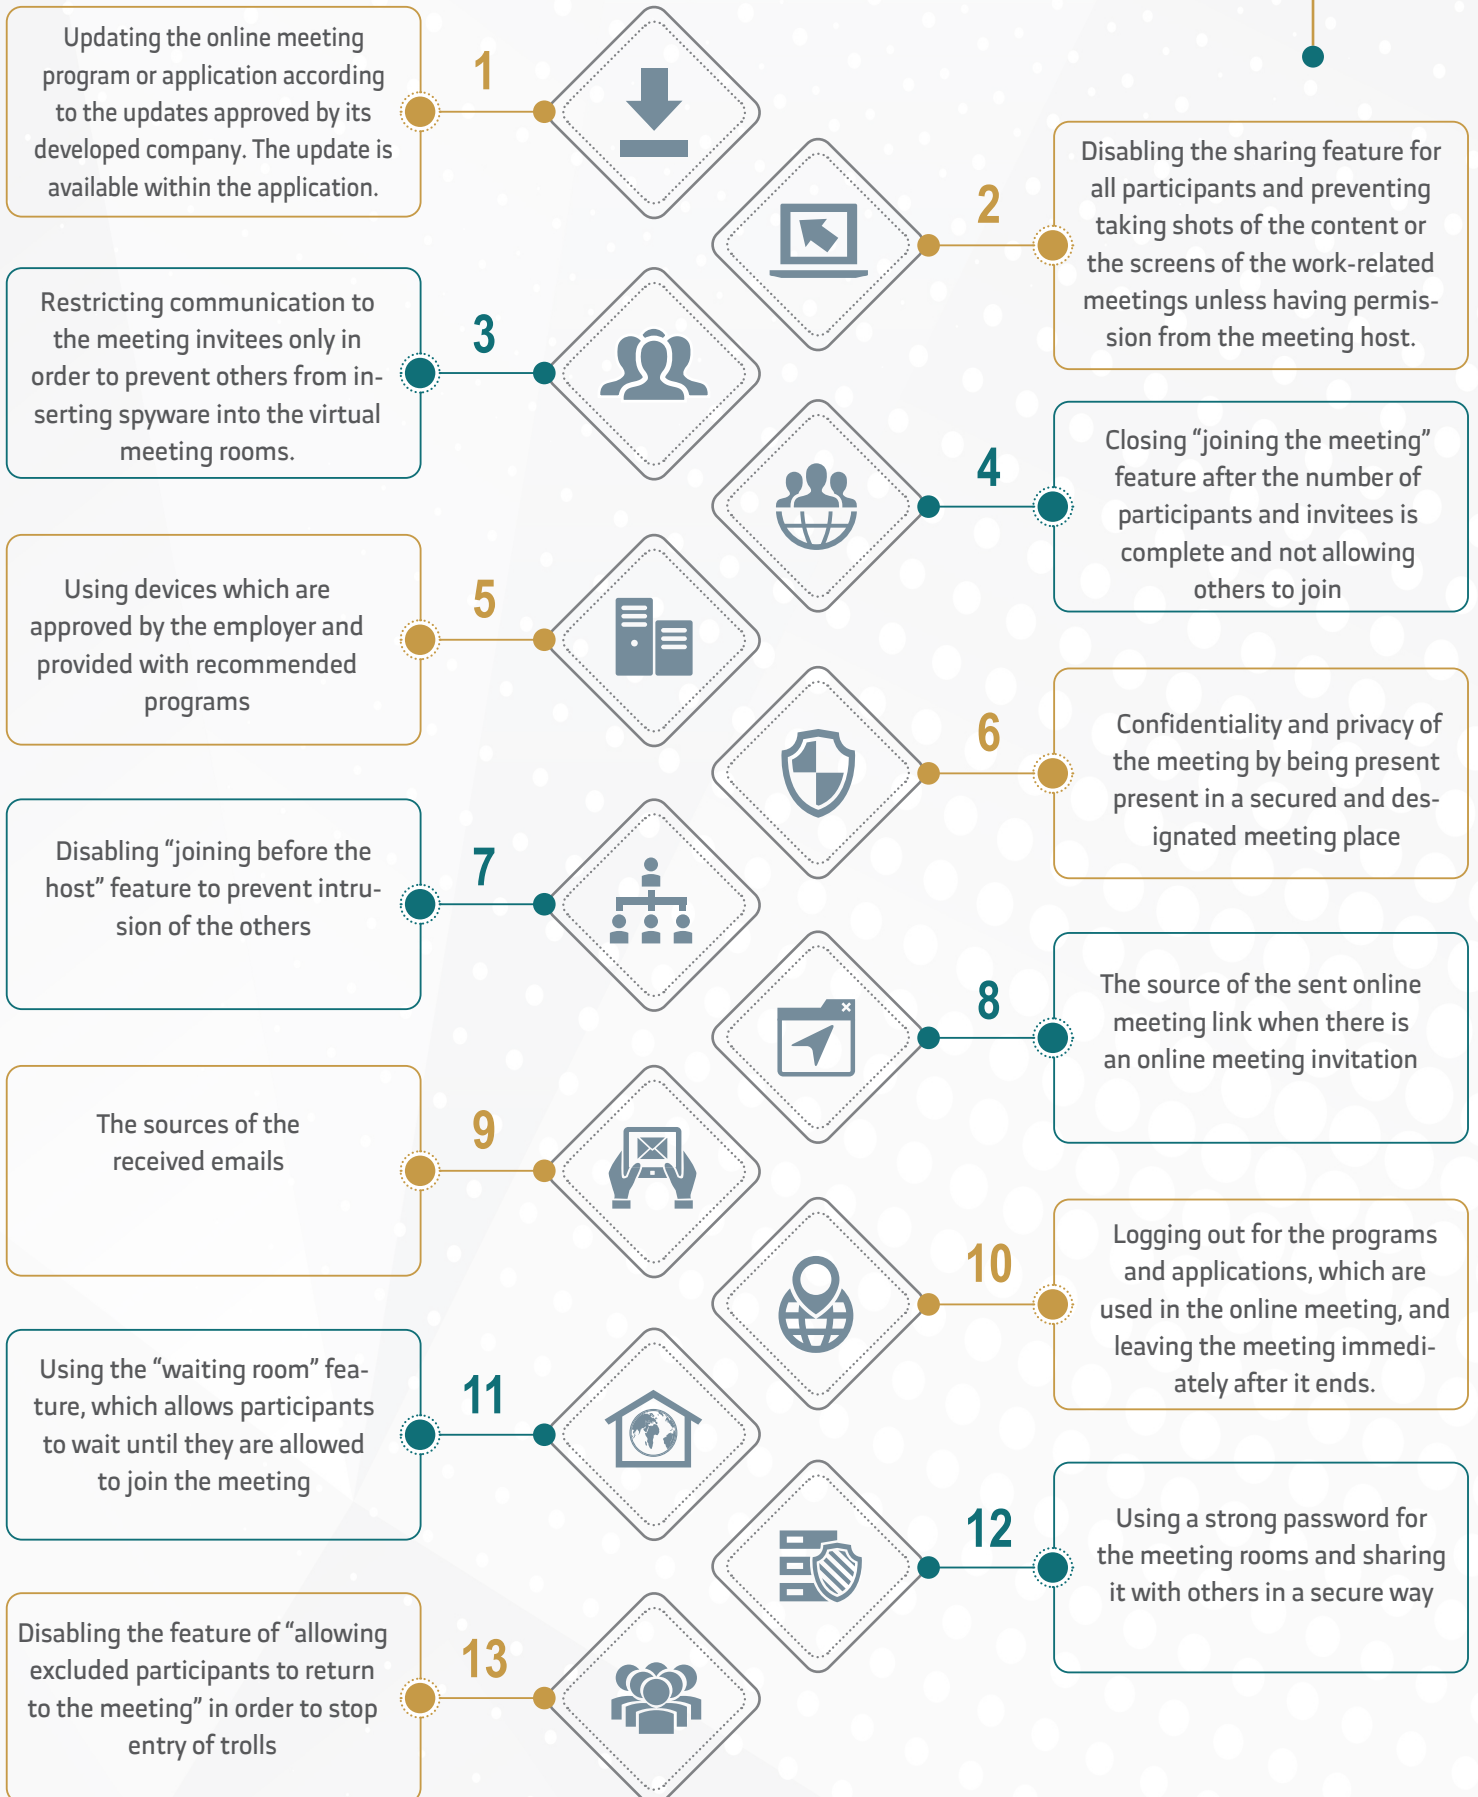 1
Updating the online meeting
program or application according
to the updates approved by its
developed company. The update is
available within the application.
2
Disabling the sharing feature for
all participants and preventing
taking shots of the content or
the screens of the work-related
meetings unless having permis-
sion from the meeting host.
3
Restricting communication to
the meeting invitees only in
order to prevent others from in-
serting spyware into the virtual
meeting rooms.
4
Closing “joining the meeting”
feature after the number of
participants and invitees is
complete and not allowing
others to join
5
Using devices which are
approved by the employer and
provided with recommended
programs
6
Confidentiality and privacy of
the meeting by being present
present in a secured and des-
ignated meeting place
7
Disabling “joining before the
host” feature to prevent intru-
sion of the others
8
The source of the sent online
meeting link when there is
an online meeting invitation
9
The sources of the
received emails
10
Logging out for the programs
and applications, which are
used in the online meeting, and
leaving the meeting immedi-
ately after it ends.
11
Using the “waiting room” fea-
ture, which allows participants
to wait until they are allowed
to join the meeting
12
Using a strong password for
the meeting rooms and sharing
it with others in a secure way
13
Disabling the feature of “allowing
excluded participants to return
to the meeting” in order to stop
entry of trolls